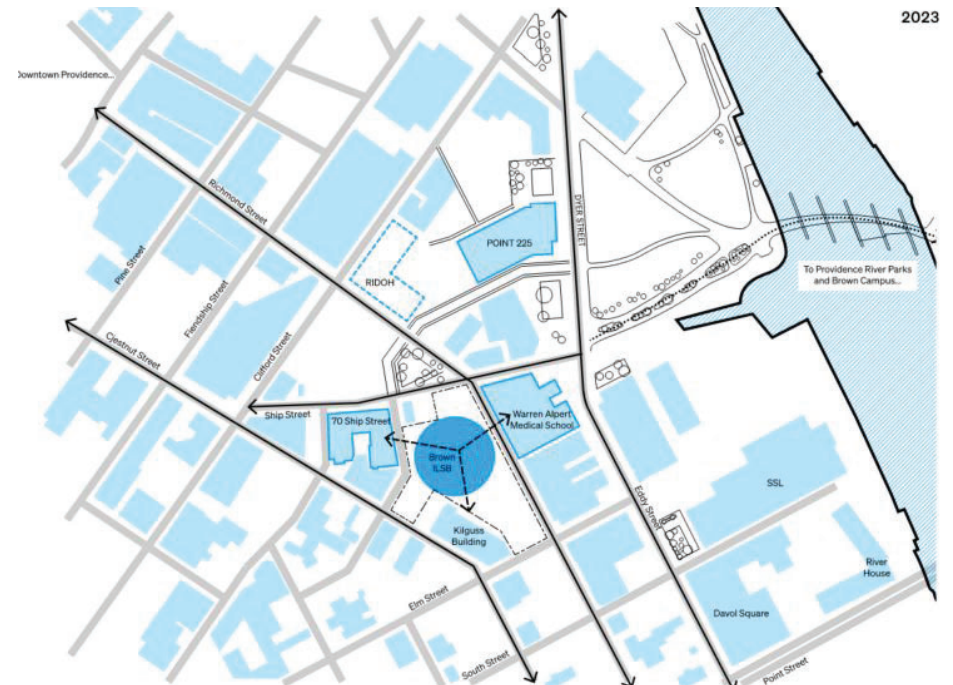 2023
Downtown Providence...
Richmond Street
DYER STREET
POINT 225
Pine Street
RIDOH
To Providence River Parks
and Brown Campus...
Fiendship Street
Cjestnut Street
Clifford Street
Ship Street
70 Ship Street
Warren Alpert
Medical School
Brown
ILSB
Eddy Street
SSL
Kilguss
Building
River
House
Elm Street
Davol Square
South Street
Point Street